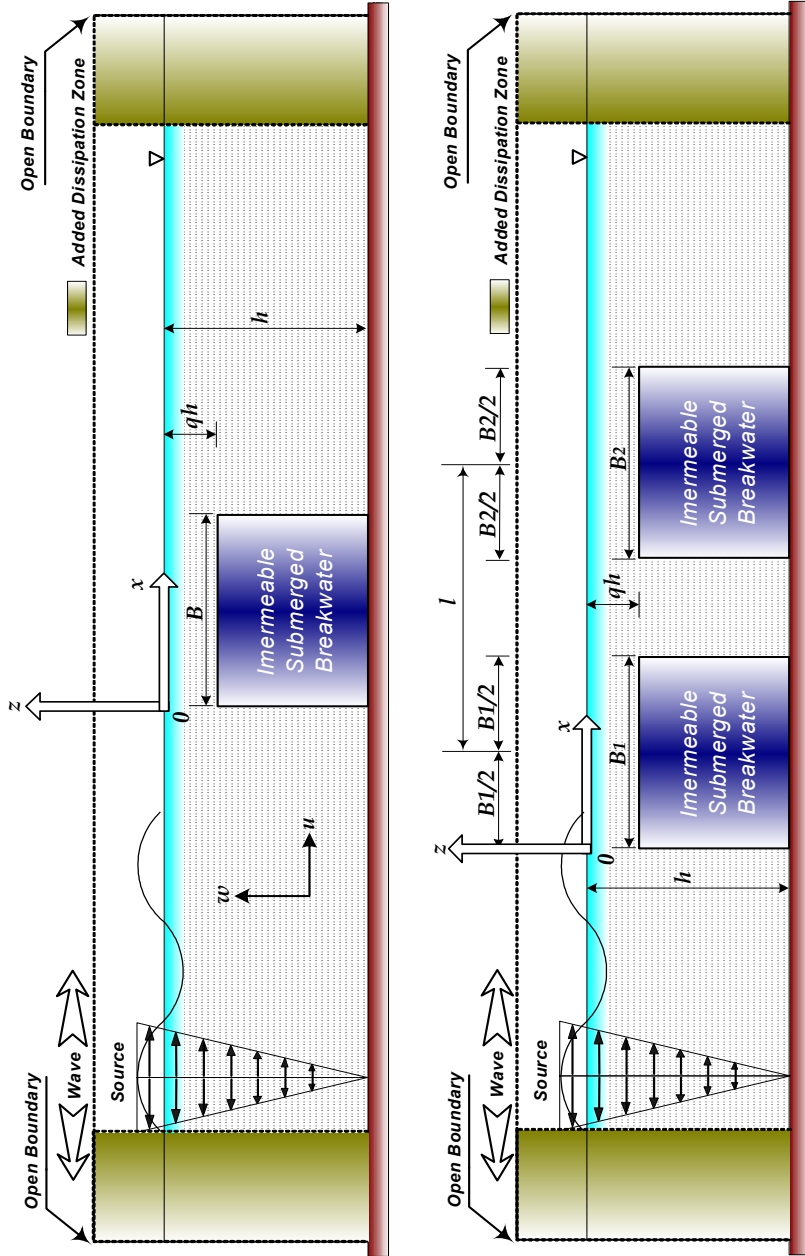 Open Boundary
Wave
Source
Added Dissipation Zone
Open Boundary
z
x
0
w
u
B
qh
h
Imermeable
Submerged
Breakwater
Open Boundary
Wave
Source
Added Dissipation Zone
Open Boundary
z
x
0
h
B1/2
B1/2
l
B2/2
B2/2
B1
qh
B2
Imermeable
Submerged
Breakwater
Imermeable
Submerged
Breakwater